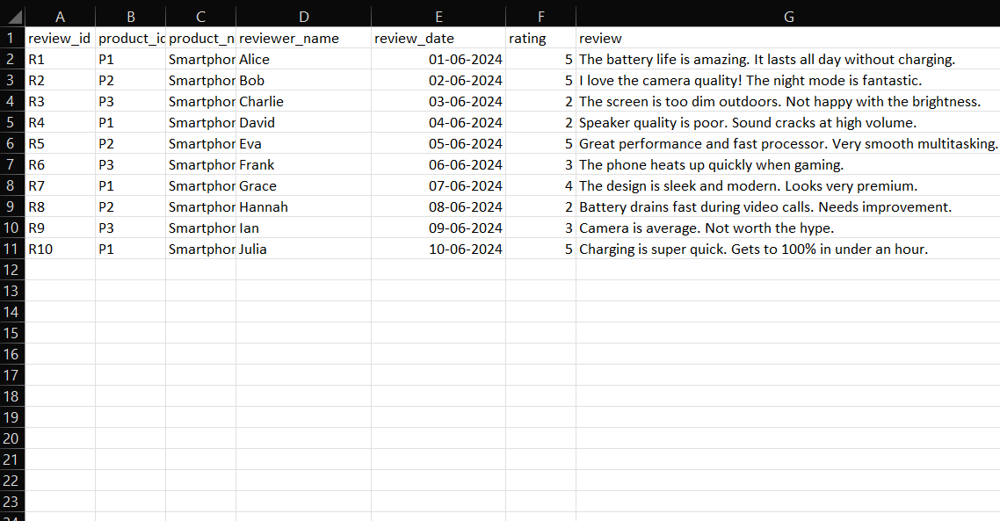 A B C D E F G
1 review_id product_id product_n reviewer_name review_date rating review
2 R1 P1 Smartphor Alice 01-06-2024 5 The battery life is amazing. It lasts all day without charging.
3 R2 P2 Smartphor Bob 02-06-2024 5 I love the camera quality! The night mode is fantastic.
4 R3 P3 Smartphor Charlie 03-06-2024 2 The screen is too dim outdoors. Not happy with the brightness.
5 R4 P1 Smartphor David 04-06-2024 2 Speaker quality is poor. Sound cracks at high volume.
6 R5 P2 Smartphor Eva 05-06-2024 5 Great performance and fast processor. Very smooth multitasking.
7 R6 P3 Smartphor Frank 06-06-2024 3 The phone heats up quickly when gaming.
8 R7 P1 Smartphor Grace 07-06-2024 4 The design is sleek and modern. Looks very premium.
9 R8 P2 Smartphor Hannah 08-06-2024 2 Battery drains fast during video calls. Needs improvement.
10 R9 P3 Smartphor Ian 09-06-2024 3 Camera is average. Not worth the hype.
11 R10 P1 Smartphor Julia 10-06-2024 5 Charging is super quick. Gets to 100% in under an hour.
12
13
14
15
16
17
18
19
20
21
22
23
24